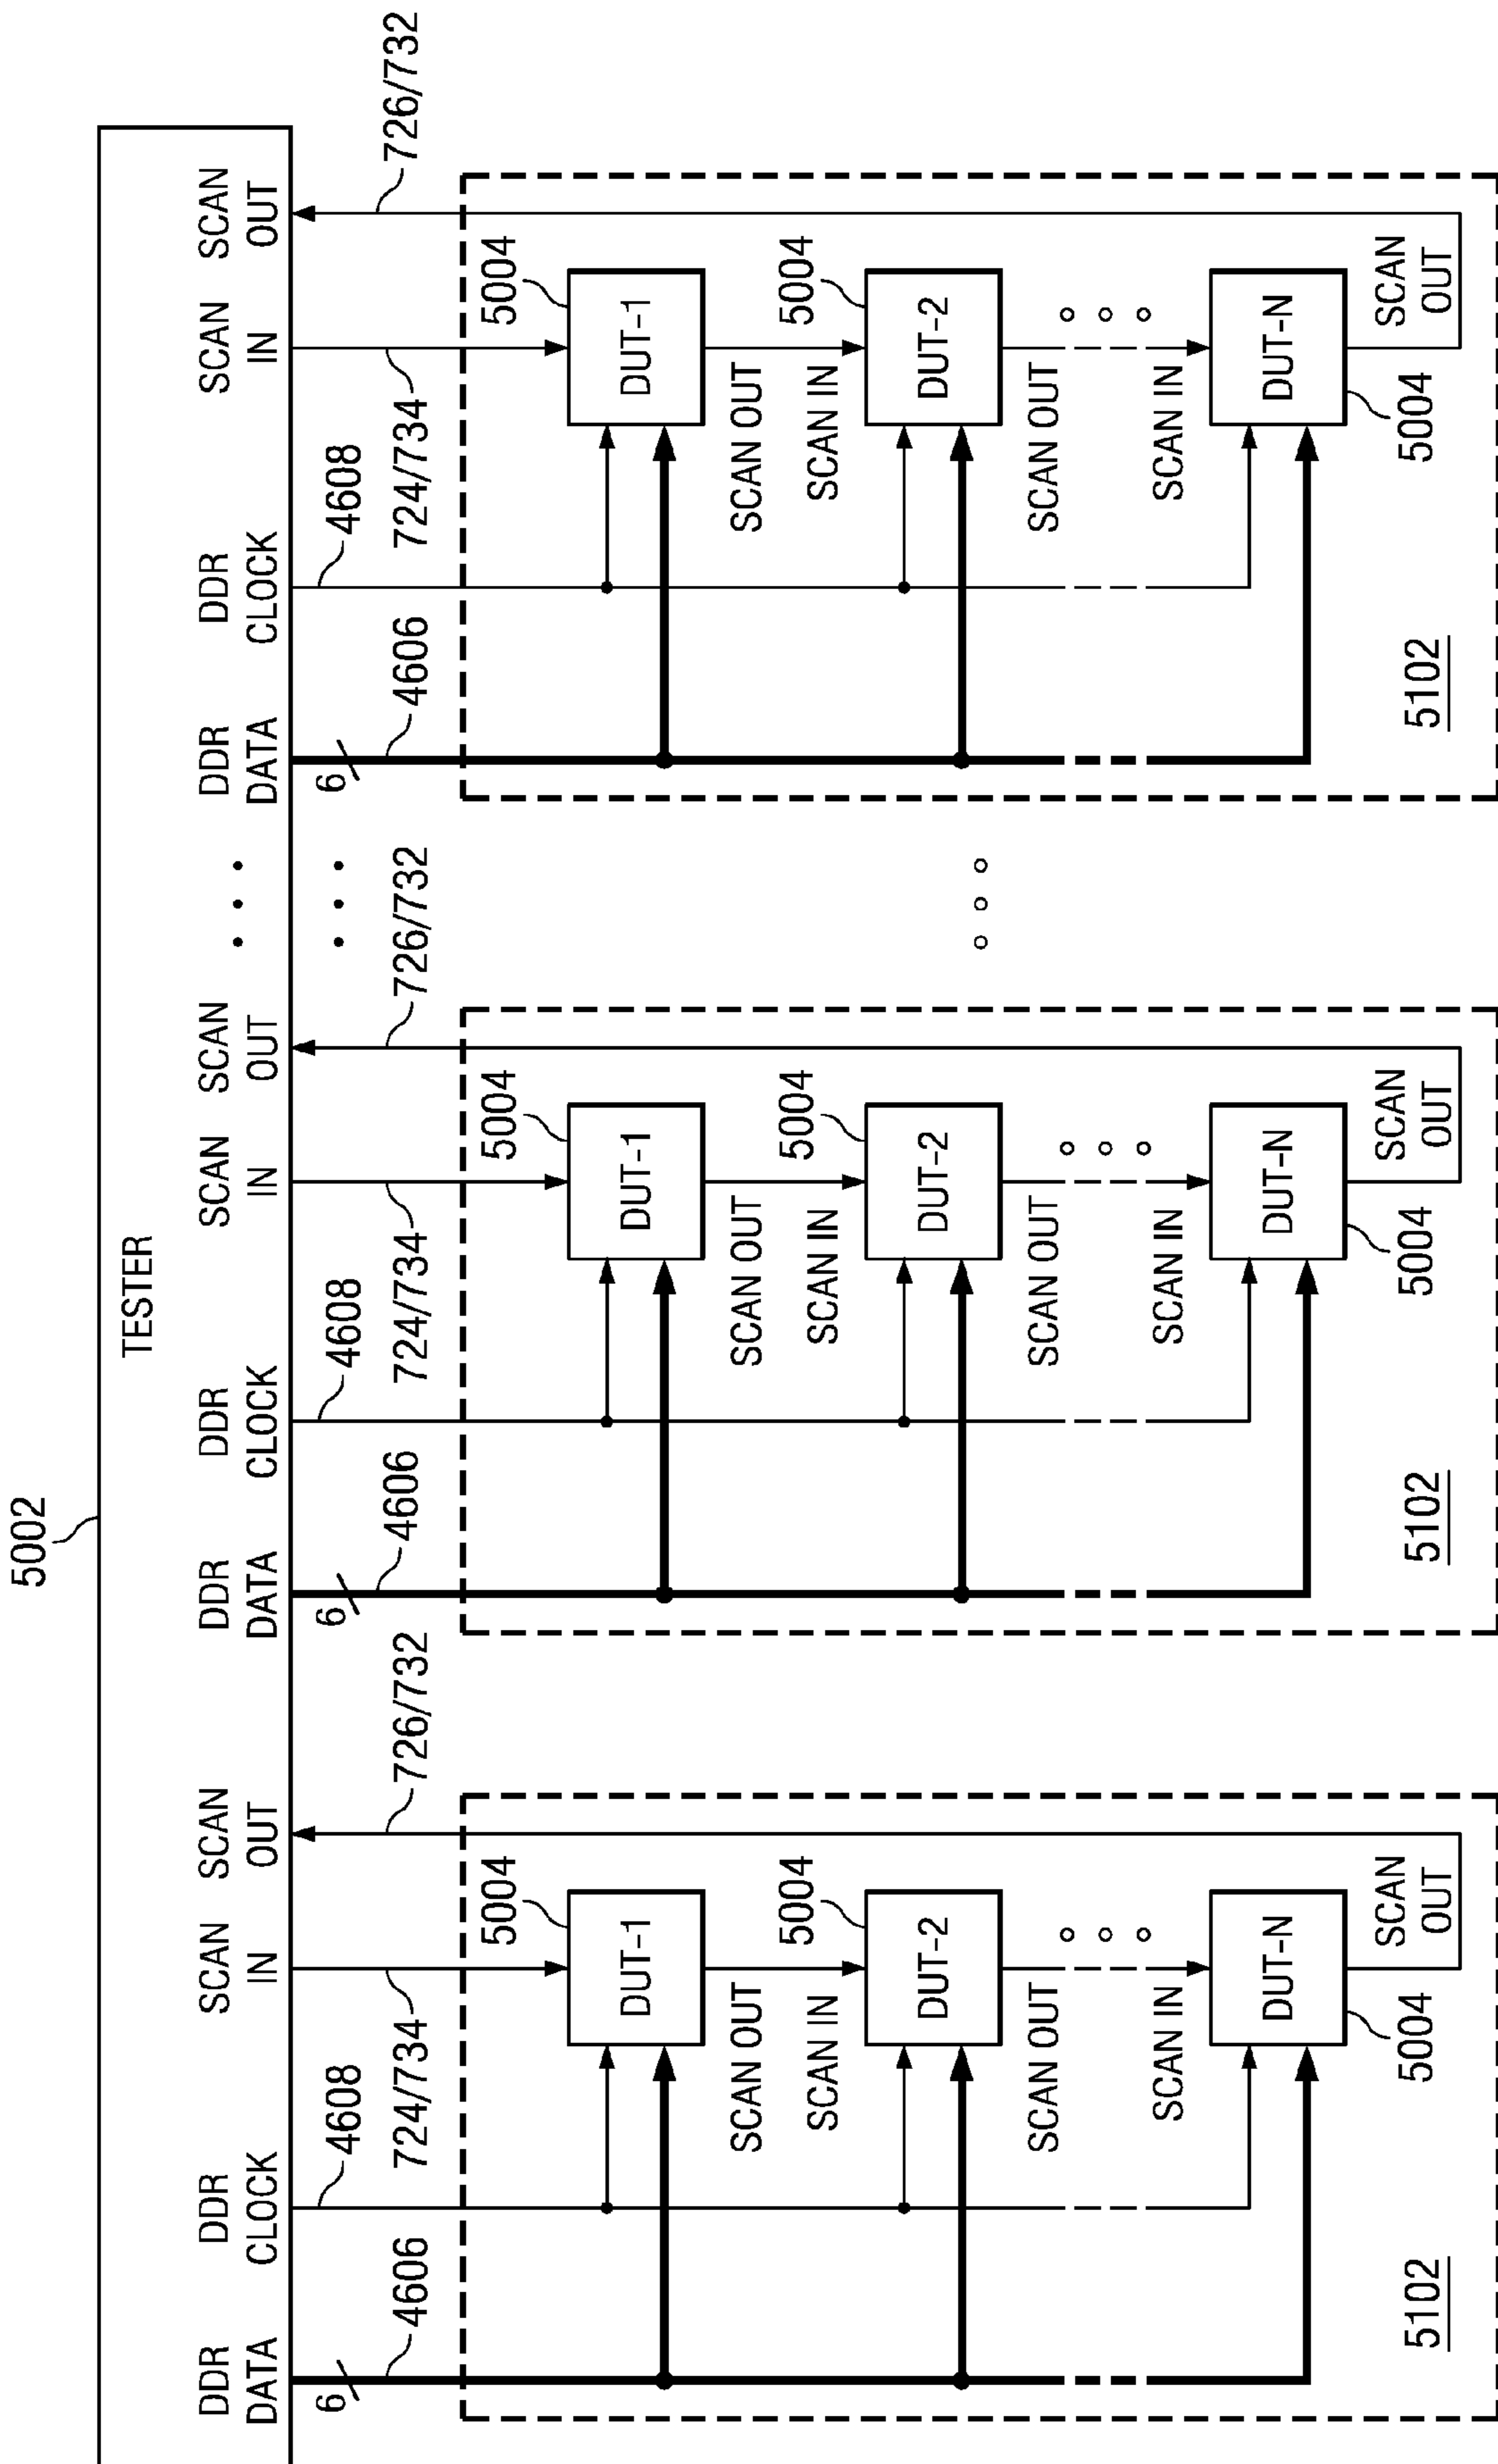 5002
TESTER
DDR DATA
DDR CLOCK
SCAN IN
SCAN OUT
DDR DATA
DDR CLOCK
SCAN IN
SCAN OUT
DDR DATA
DDR CLOCK
SCAN IN
SCAN OUT
6
4606
4608
724/734
726/732
5004
DUT-1
SCAN OUT
SCAN IN
5004
DUT-2
SCAN OUT
SCAN IN
DUT-N
5004
SCAN OUT
5102
6
4606
4608
724/734
726/732
5004
DUT-1
SCAN OUT
SCAN IN
5004
DUT-2
SCAN OUT
SCAN IN
DUT-N
5004
SCAN OUT
5102
6
4606
4608
724/734
726/732
5004
DUT-1
SCAN OUT
SCAN IN
5004
DUT-2
SCAN OUT
SCAN IN
DUT-N
5004
SCAN OUT
5102